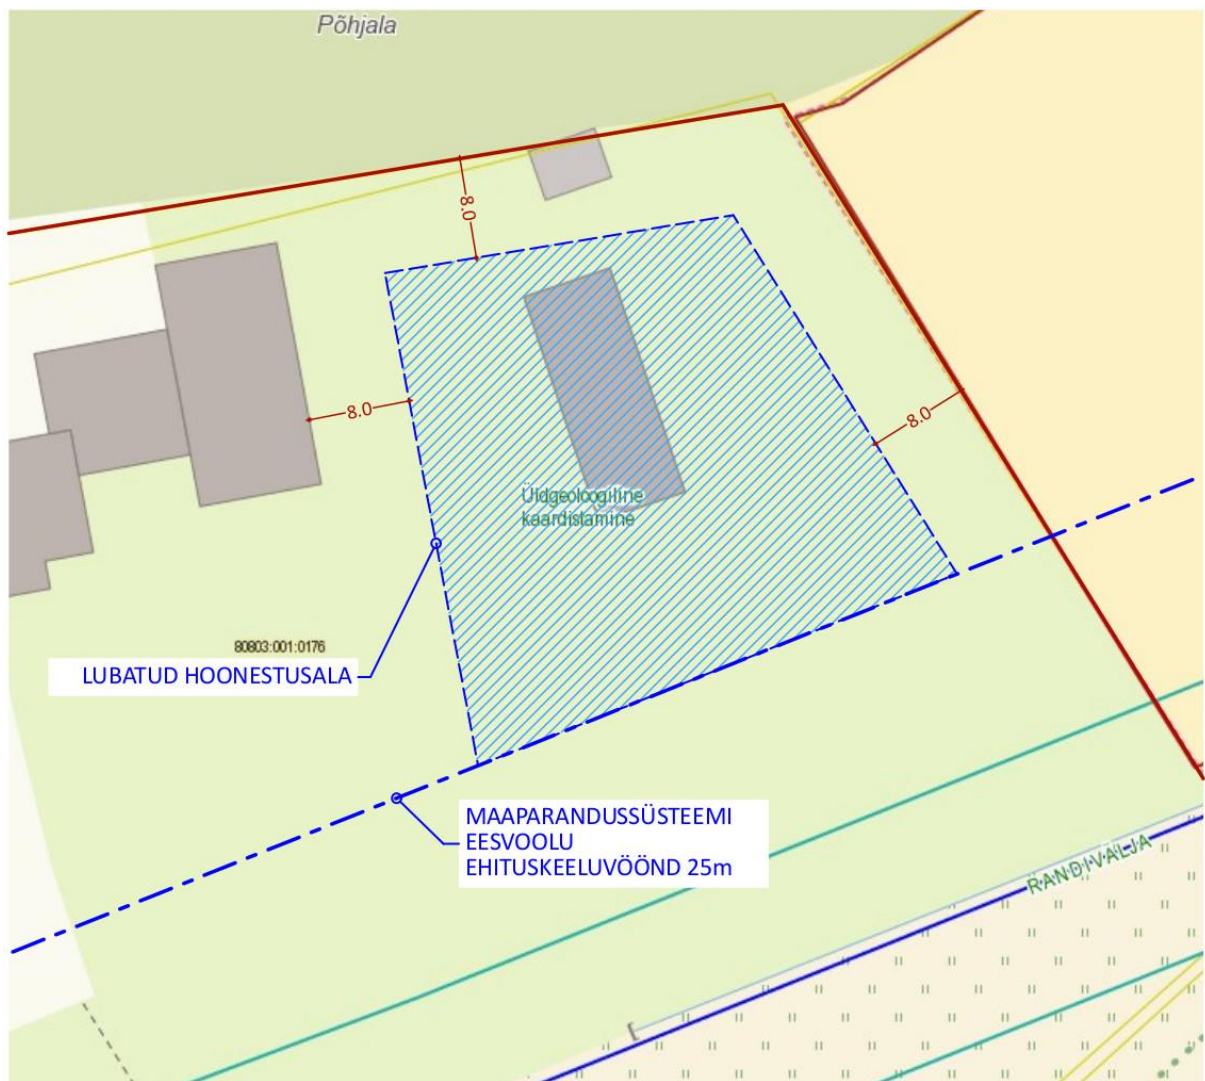 Põhjala
8.0
8.0
8.0
Üldgeoloogiline
kaardistamine
80803:001:0176
LUBATUD HOONESTUSALA
MAAPARANDUSSÜSTEEMI
EESVOOLU
EHITUSKEELUVÖÖND 25m
RANDIVÄLJA